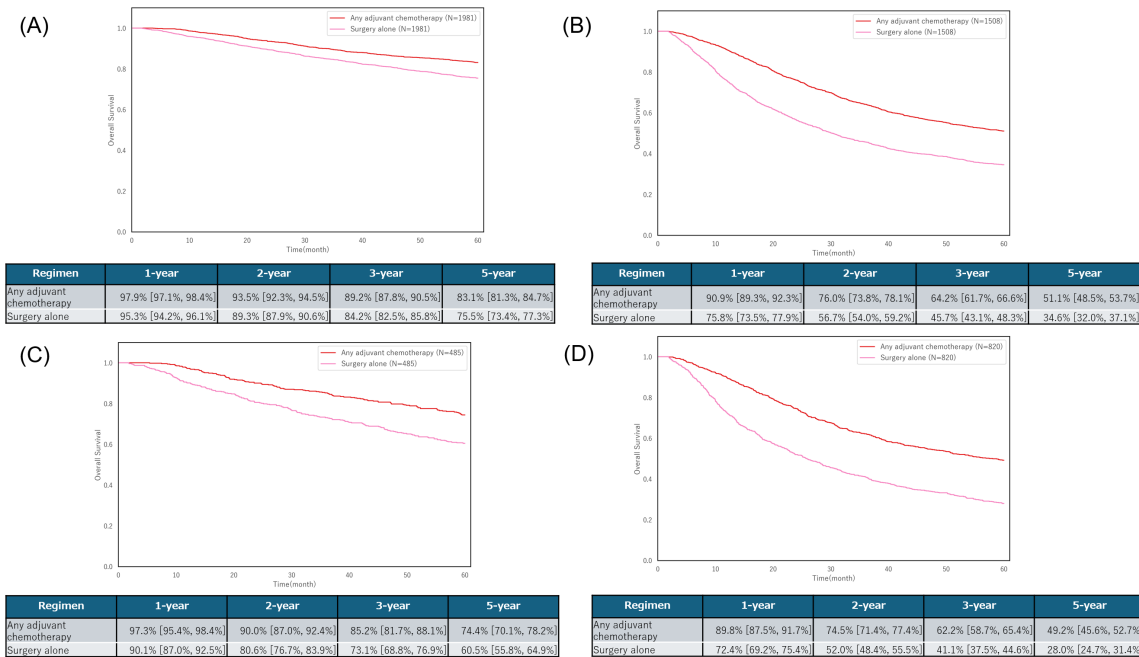 (A)
Any adjuvant chemotherapy (N=1981)
Surgery alone (N=1981)
1.0
0.8
0.6
0.4
0.2
0.0
Overall Survival
0 10 20 30 40 50 60
Time(month)
Regimen 1-year 2-year 3-year 5-year
Any adjuvant
chemotherapy 97.9% [97.1%, 98.4%] 93.5% [92.3%, 94.5%] 89.2% [87.8%, 90.5%] 83.1% [81.3%, 84.7%]
Surgery alone 95.3% [94.2%, 96.1%] 89.3% [87.9%, 90.6%] 84.2% [82.5%, 85.8%] 75.5% [73.4%, 77.3%]
(B)
Any adjuvant chemotherapy (N=1508)
Surgery alone (N=1508)
1.0
0.8
0.6
0.4
0.2
0.0
Overall Survival
0 10 20 30 40 50 60
Time(month)
Regimen 1-year 2-year 3-year 5-year
Any adjuvant
chemotherapy 90.9% [89.3%, 92.3%] 76.0% [73.8%, 78.1%] 64.2% [61.7%, 66.6%] 51.1% [48.5%, 53.7%]
Surgery alone 75.8% [73.5%, 77.9%] 56.7% [54.0%, 59.2%] 45.7% [43.1%, 48.3%] 34.6% [32.0%, 37.1%]
(C)
Any adjuvant chemotherapy (N=485)
Surgery alone (N=485)
1.0
0.8
0.6
0.4
0.2
0.0
Overall Survival
0 10 20 30 40 50 60
Time(month)
Regimen 1-year 2-year 3-year 5-year
Any adjuvant
chemotherapy 97.3% [95.4%, 98.4%] 90.0% [87.0%, 92.4%] 85.2% [81.7%, 88.1%] 74.4% [70.1%, 78.2%]
Surgery alone 90.1% [87.0%, 92.5%] 80.6% [76.7%, 83.9%] 73.1% [68.8%, 76.9%] 60.5% [55.8%, 64.9%]
(D)
Any adjuvant chemotherapy (N=820)
Surgery alone (N=820)
1.0
0.8
0.6
0.4
0.2
0.0
Overall Survival
0 10 20 30 40 50 60
Time(month)
Regimen 1-year 2-year 3-year 5-year
Any adjuvant
chemotherapy 89.8% [87.5%, 91.7%] 74.5% [71.4%, 77.4%] 62.2% [58.7%, 65.4%] 49.2% [45.6%, 52.7%]
Surgery alone 72.4% [69.2%, 75.4%] 52.0% [48.4%, 55.5%] 41.1% [37.5%, 44.6%] 28.0% [24.7%, 31.4%]